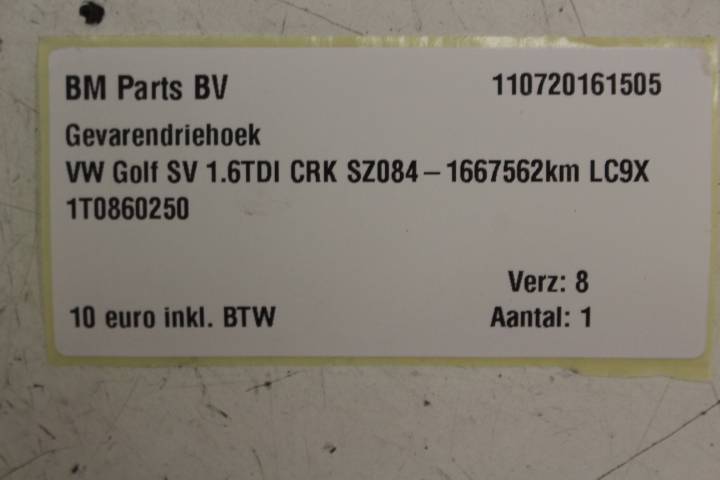 BM Parts BV 110720161505
Gevarendriehoek
VW Golf SV 1.6TDI CRK SZ084 – 1667562km LC9X
1T0860250
Verz: 8
10 euro inkl. BTW Aantal: 1